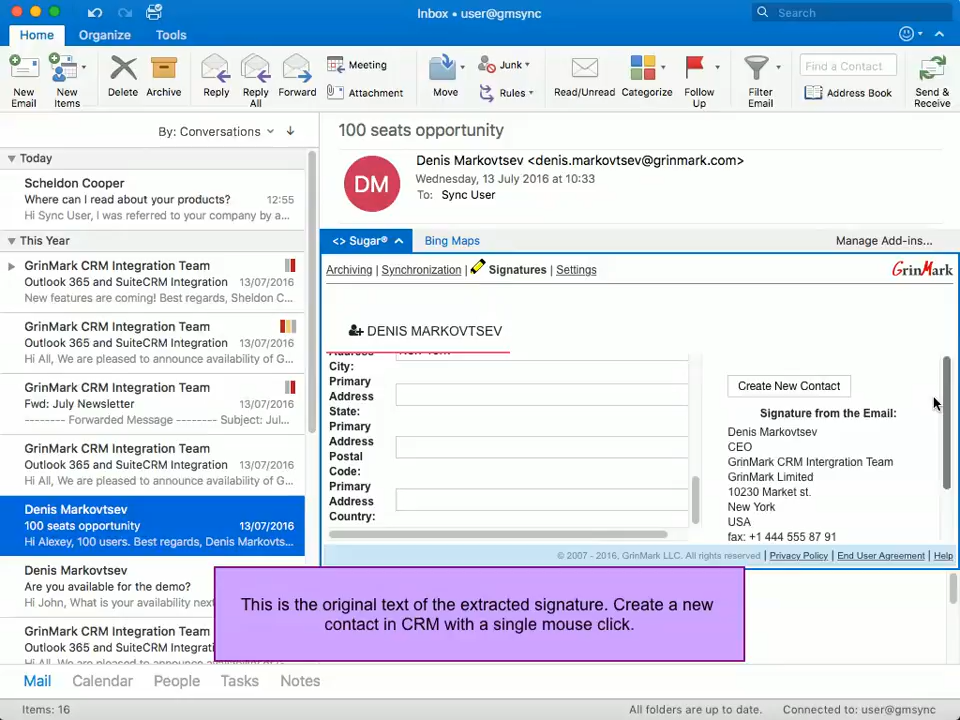 Inbox • user@gmsync
Search
Home
Organize
Tools
New Email
New Items
Delete
Archive
Reply
Reply All
Forward
Meeting
Attachment
Move
Junk
Rules
Read/Unread
Categorize
Follow Up
Filter Email
Find a Contact
Address Book
Send & Receive
By: Conversations
Today
Scheldon Cooper
Where can I read about your products? 12:55
Hi Sync User, I was referred to your company by a...
This Year
GrinMark CRM Integration Team
Outlook 365 and SuiteCRM Integration 13/07/2016
New features are coming! Best regards, Sheldon C...
GrinMark CRM Integration Team
Outlook 365 and SuiteCRM Integration 13/07/2016
Hi All, We are pleased to announce availability of G...
GrinMark CRM Integration Team
Fwd: July Newsletter 13/07/2016
-------- Forwarded Message -------- Subject: Jul...
GrinMark CRM Integration Team
Outlook 365 and SuiteCRM Integration 13/07/2016
Hi All, We are pleased to announce availability of G...
Denis Markovtsev
100 seats opportunity 13/07/2016
Hi Alexey, 100 users. Best regards, Denis Markovts...
Denis Markovtsev
Are you available for the demo?
Hi John, What is your availability next
GrinMark CRM Integration Team
Outlook 365 and SuiteCRM Integrati
Hi All, We are pleased to announce
100 seats opportunity
DM
Denis Markovtsev <denis.markovtsev@grinmark.com>
Wednesday, 13 July 2016 at 10:33
To: Sync User
<> Sugar®
Bing Maps
Manage Add-ins...
Archiving | Synchronization | Signatures | Settings
GrinMark
DENIS MARKOVTSEV
Address
City:
Primary
Address
State:
Primary
Address
Postal
Code:
Primary
Address
Country:
New York
Create New Contact
Signature from the Email:
Denis Markovtsev
CEO
GrinMark CRM Intergration Team
GrinMark Limited
10230 Market st.
New York
USA
fax: +1 444 555 87 91
© 2007 - 2016, GrinMark LLC. All rights reserved | Privacy Policy | End User Agreement | Help
This is the original text of the extracted signature. Create a new
contact in CRM with a single mouse click.
Mail
Calendar
People
Tasks
Notes
Items: 16
All folders are up to date.
Connected to: user@gmsync